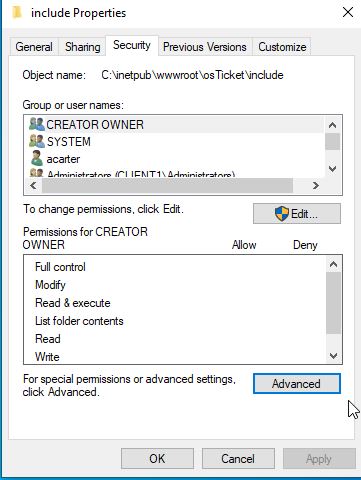 include Properties
General Sharing Security Previous Versions Customize
Object name: C:\inetpub\wwwroot\osTicket\include
Group or user names:
CREATOR OWNER
SYSTEM
acarter
Administrators (CLIENT1\Administrators)
To change permissions, click Edit.
Edit...
Permissions for CREATOR
OWNER Allow Deny
Full control
Modify
Read & execute
List folder contents
Read
Write
For special permissions or advanced settings,
click Advanced.
Advanced
OK Cancel Apply